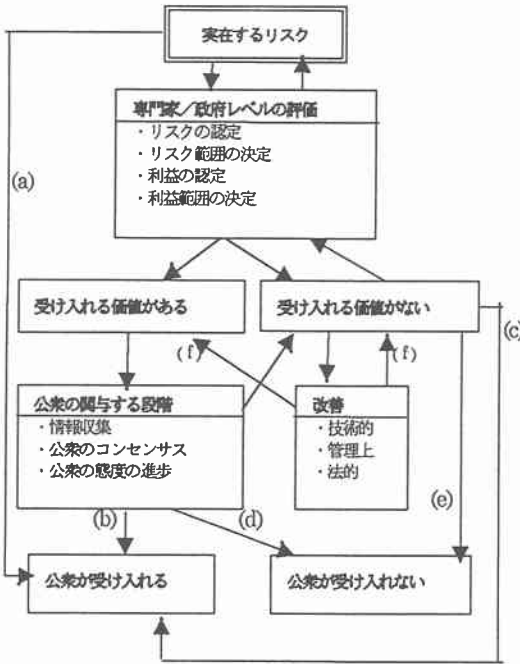 実在するリスク
専門家／政府レベルの評価
・リスクの認定
・リスク範囲の決定
・利益の認定
・利益範囲の決定
(a)
受け入れる価値がある
受け入れる価値がない
(c)
(f)
(f)
公衆の関与する段階
・情報収集
・公衆のコンセンサス
・公衆の態度の進歩
改善
・技術的
・管理上
・法的
(e)
(b)
(d)
公衆が受け入れる
公衆が受け入れない